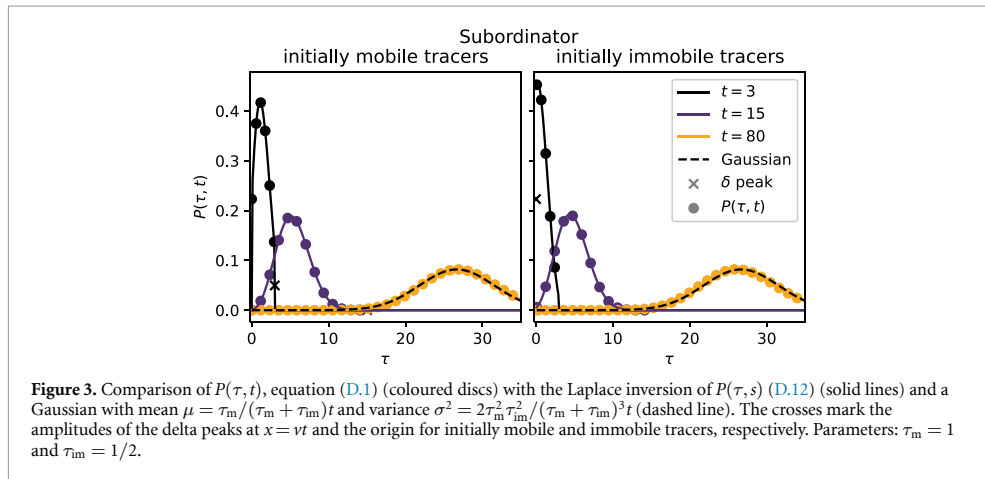 Subordinator
initially mobile tracers
initially immobile tracers
P(τ, t)
0.4
0.3
0.2
0.1
0.0
0
10
20
30
τ
0
10
20
30
τ
t = 3
t = 15
t = 80
Gaussian
δ peak
P(τ, t)
Figure 3. Comparison of P(τ, t), equation (D.1) (coloured discs) with the Laplace inversion of P(τ, s) (D.12) (solid lines) and a
Gaussian with mean μ = τm/(τm + τim)t and variance σ² = 2τm²τim²/(τm + τim)³t (dashed line). The crosses mark the
amplitudes of the delta peaks at x = vt and the origin for initially mobile and immobile tracers, respectively. Parameters: τm = 1
and τim = 1/2.